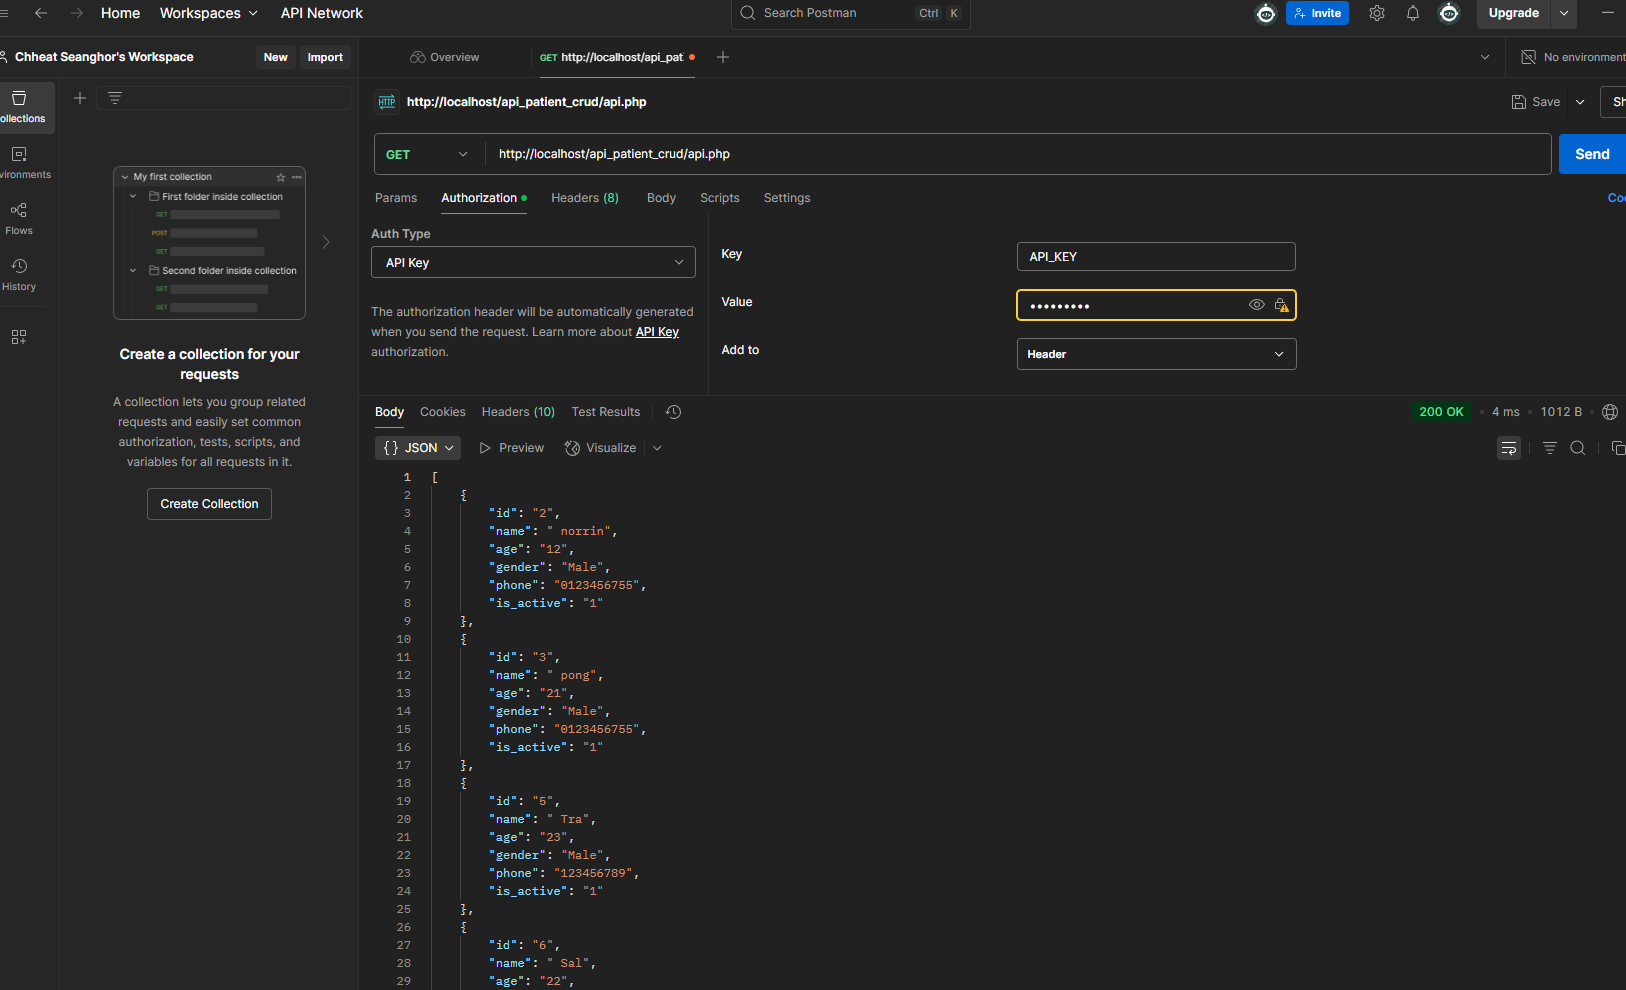 Home Workspaces API Network Search Postman Ctrl K Invite Upgrade
Chheat Seanghor's Workspace New Import Overview GET http://localhost/api_pat No environment
http://localhost/api_patient_crud/api.php Save Sh
ollections
vironments
Flows
History
My first collection
First folder inside collection
GET
POST
GET
Second folder inside collection
GET
GET
Create a collection for your
requests
A collection lets you group related
requests and easily set common
authorization, tests, scripts, and
variables for all requests in it.
Create Collection
HTTP
GET http://localhost/api_patient_crud/api.php Send
Params Authorization Headers (8) Body Scripts Settings Coo
Auth Type
API Key
The authorization header will be automatically generated
when you send the request. Learn more about API Key
authorization.
Key API_KEY
Value •••••••••
Add to Header
Body Cookies Headers (10) Test Results 200 OK • 4 ms • 1012 B •
{ } JSON Preview Visualize
1 [
2 {
3 "id": "2",
4 "name": " norrin",
5 "age": "12",
6 "gender": "Male",
7 "phone": "0123456755",
8 "is_active": "1"
9 },
10 {
11 "id": "3",
12 "name": " pong",
13 "age": "21",
14 "gender": "Male",
15 "phone": "0123456755",
16 "is_active": "1"
17 },
18 {
19 "id": "5",
20 "name": " Tra",
21 "age": "23",
22 "gender": "Male",
23 "phone": "123456789",
24 "is_active": "1"
25 },
26 {
27 "id": "6",
28 "name": " Sal",
29 "age": "22",